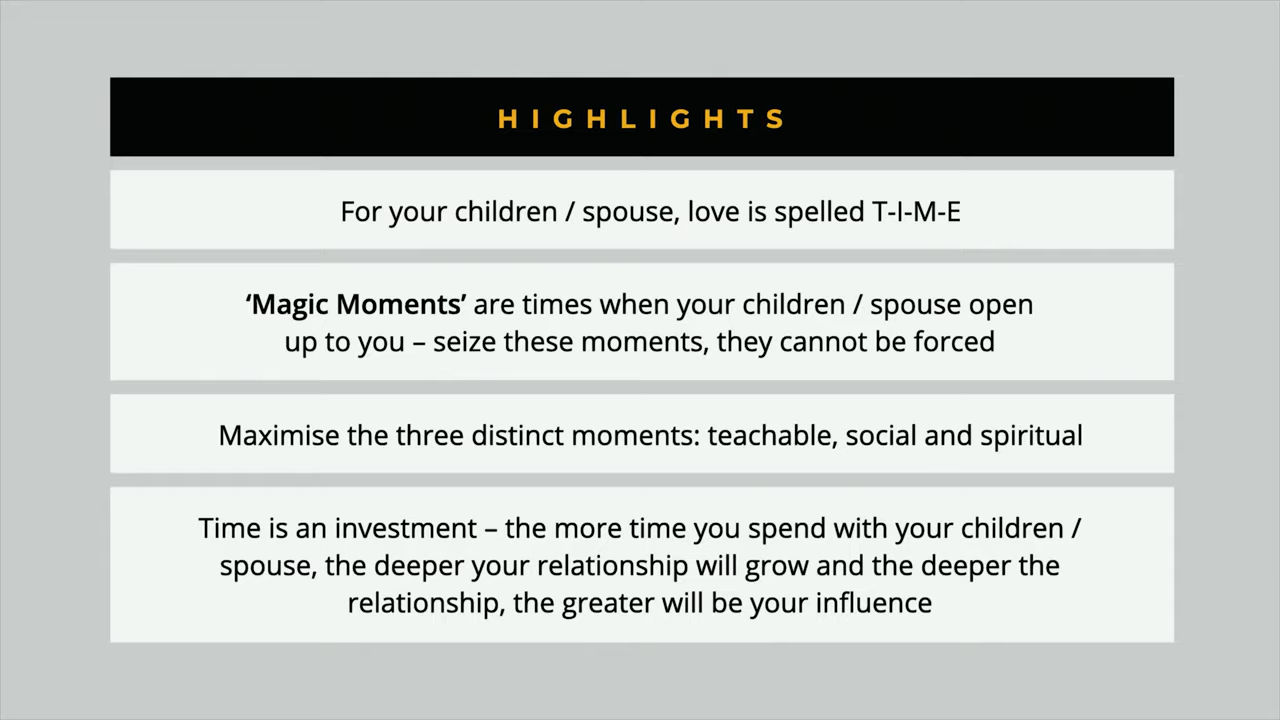 HIGHLIGHTS
For your children / spouse, love is spelled T-I-M-E
‘Magic Moments’ are times when your children / spouse open
up to you – seize these moments, they cannot be forced
Maximise the three distinct moments: teachable, social and spiritual
Time is an investment – the more time you spend with your children /
spouse, the deeper your relationship will grow and the deeper the
relationship, the greater will be your influence